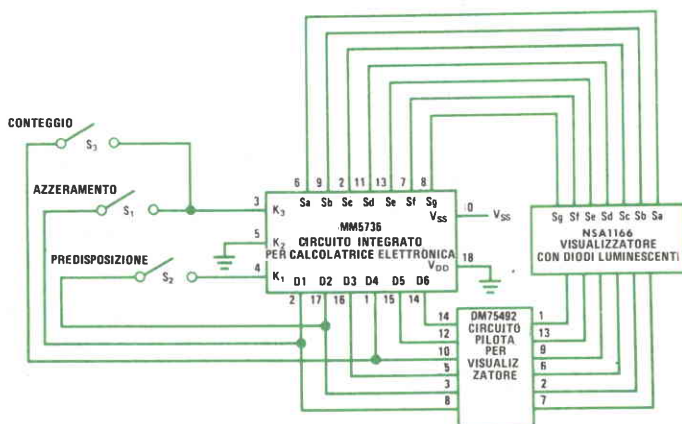 CONTEGGIO
S3
AZZERAMENTO
S1
PREDISPOSIZIONE
S2
6 9 2 11 13 7 8
Sa Sb Sc Sd Se Sf Sg
3 K3
5 K2
4 K1
MM5736
CIRCUITO INTEGRATO
PER CALCOLATRICE ELETTRONICA
VSS 0 VSS
VDD 18
D1 D2 D3 D4 D5 D6
2 17 16 1 15 14
Sg Sf Se Sd Sc Sb Sa
NSA1166
VISUALIZZATORE
CON DIODI LUMINESCENTI
DM75492
CIRCUITO
PILOTA
PER
VISUALIZ
ZATORE
14
12
10
5
3
8
1
13
9
6
2
7